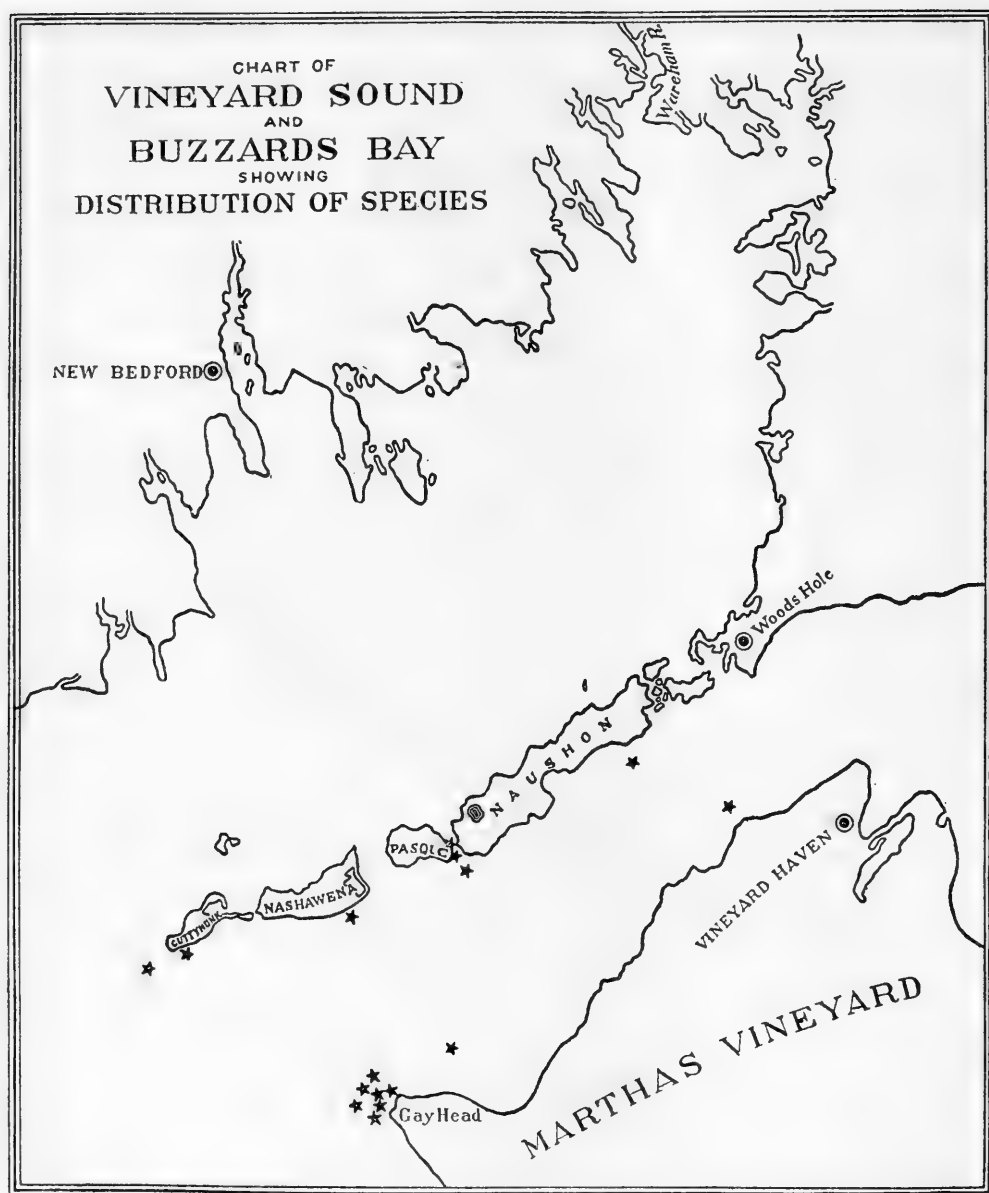 CHART OF
VINEYARD SOUND
AND
BUZZARDS BAY
SHOWING
DISTRIBUTION OF SPECIES
Wareham R.
NEW BEDFORD
Woods Hole
NAUSHON
PASQUE
VINEYARD HAVEN
NASHAWENA
CUTTYHUNK
MARTHAS VINEYARD
Gay Head